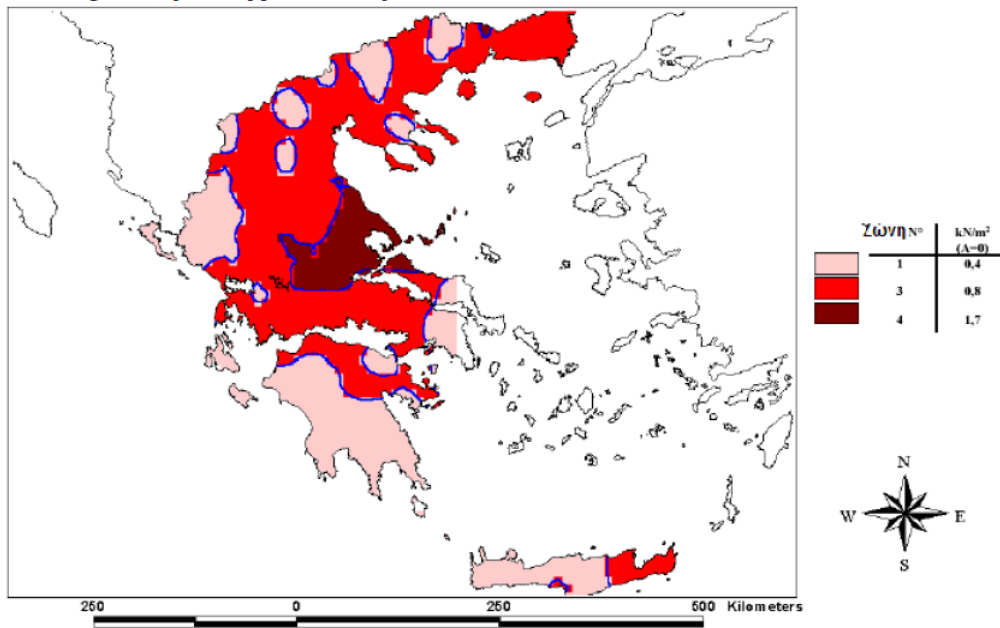 Ζώνη N° kN/m²
(A=0)
1 0,4
3 0,8
4 1,7
N
W E
S
250 0 250 500 Kilometers